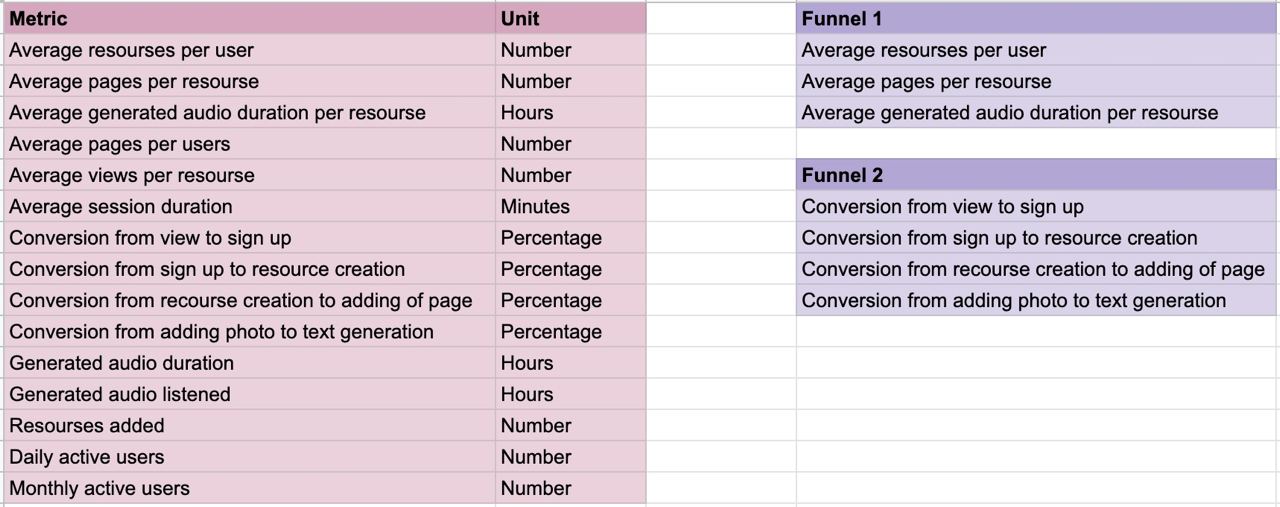 Metric Unit
Average resourses per user Number
Average pages per resourse Number
Average generated audio duration per resourse Hours
Average pages per users Number
Average views per resourse Number
Average session duration Minutes
Conversion from view to sign up Percentage
Conversion from sign up to resource creation Percentage
Conversion from recourse creation to adding of page Percentage
Conversion from adding photo to text generation Percentage
Generated audio duration Hours
Generated audio listened Hours
Resourses added Number
Daily active users Number
Monthly active users Number
Funnel 1
Average resourses per user
Average pages per resourse
Average generated audio duration per resourse
Funnel 2
Conversion from view to sign up
Conversion from sign up to resource creation
Conversion from recourse creation to adding of page
Conversion from adding photo to text generation